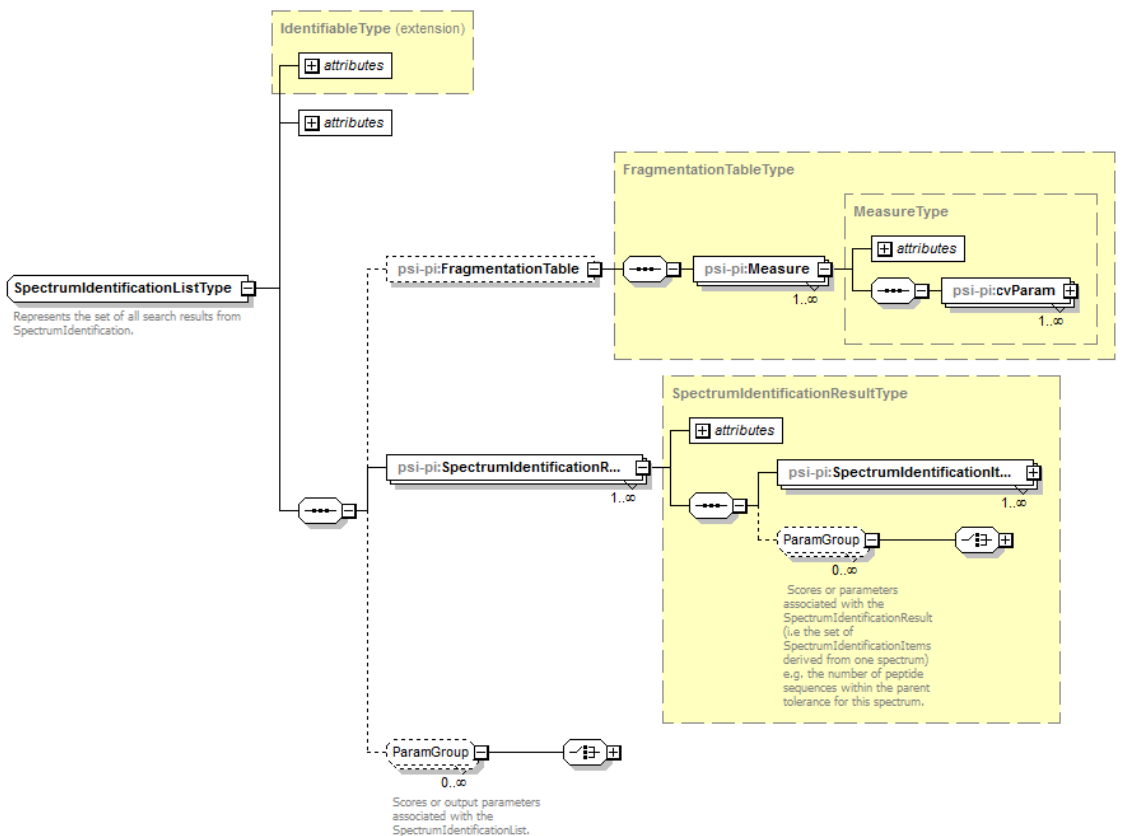 IdentifiableType (extension)
attributes
attributes
FragmentationTableType
MeasureType
attributes
psi-pi:FragmentationTable
psi-pi:Measure
1..∞
psi-pi:cvParam
1..∞
SpectrumIdentificationListType
Represents the set of all search results from
SpectrumIdentification.
SpectrumIdentificationResultType
attributes
psi-pi:SpectrumIdentificationR...
1..∞
psi-pi:SpectrumIdentificationIt...
1..∞
ParamGroup
0..∞
Scores or parameters
associated with the
SpectrumIdentificationResult
(i.e the set of
SpectrumIdentificationItems
derived from one spectrum)
e.g. the number of peptide
sequences within the parent
tolerance for this spectrum.
ParamGroup
0..∞
Scores or output parameters
associated with the
SpectrumIdentificationList.